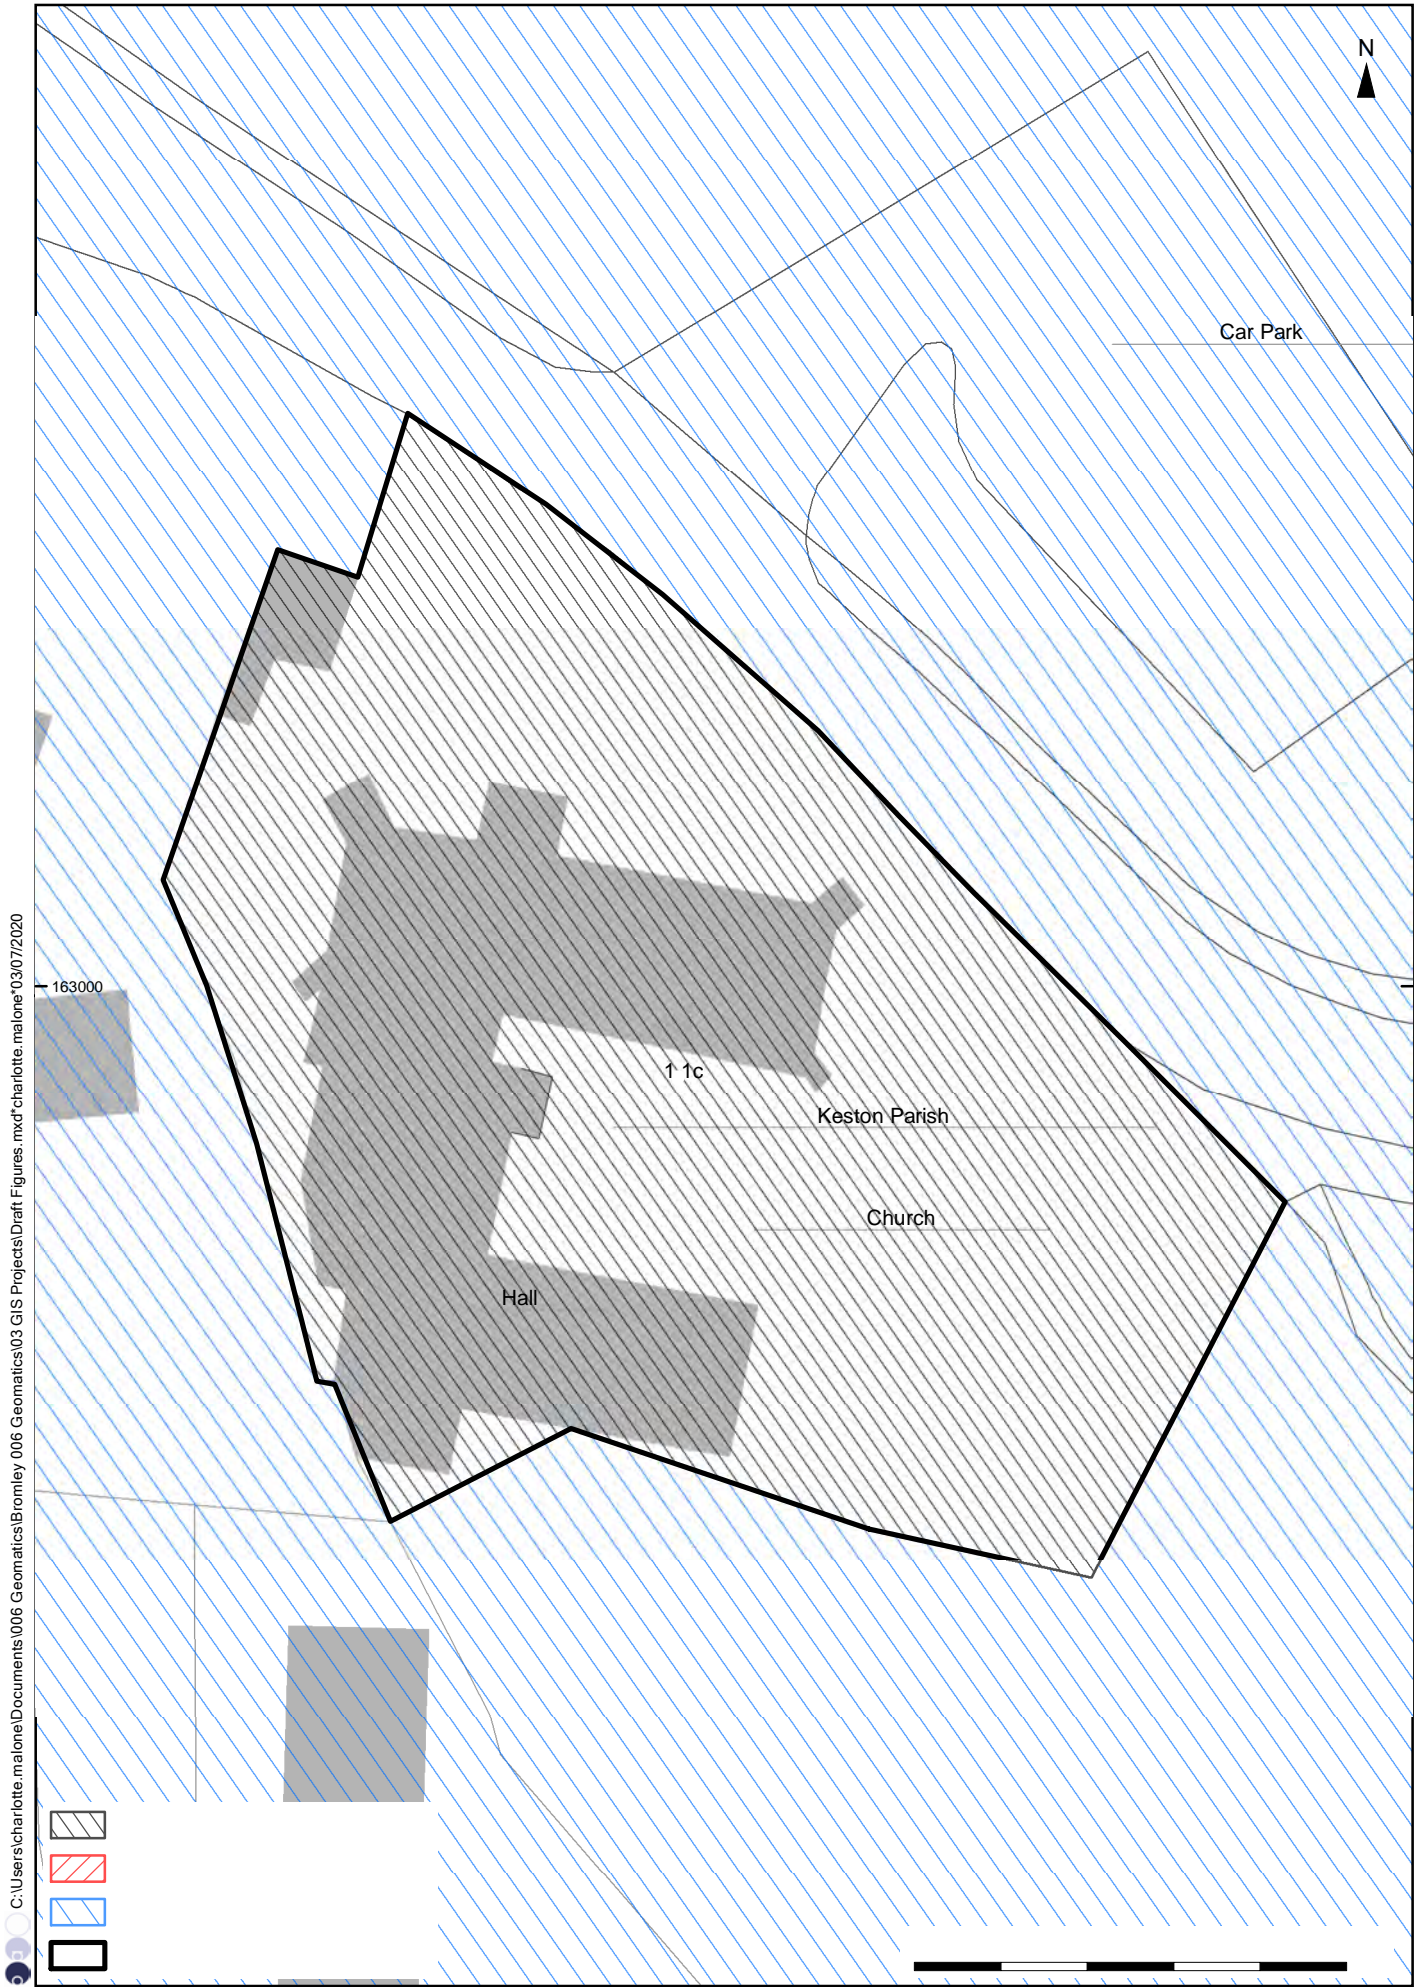 N
Car Park
163000
1 1c
Keston Parish
Church
Hall
C:\Users\charlotte.malone\Documents\006 Geomatics\Bromley 006 Geomatics\03 GIS Projects\Draft Figures.mxd*charlotte.malone*03/07/2020